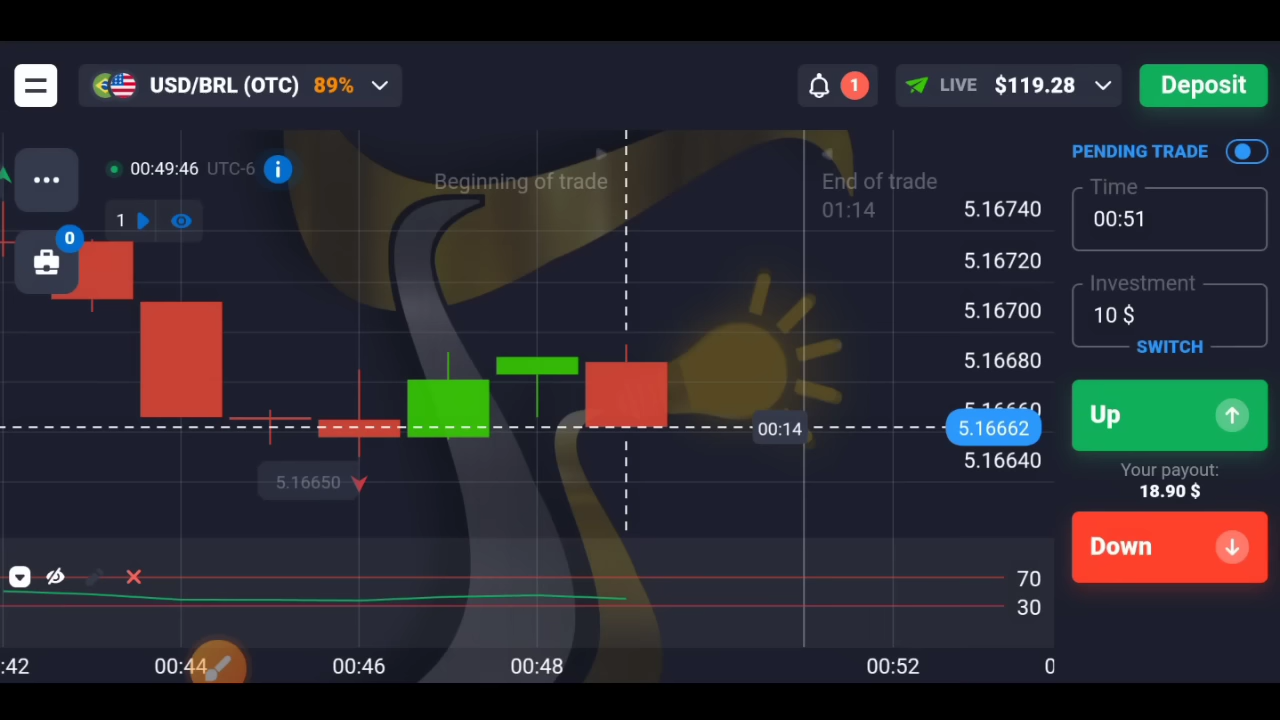 USD/BRL (OTC) 89%
1
LIVE $119.28
Deposit
00:49:46 UTC-6
i
Beginning of trade
End of trade
01:14
PENDING TRADE
Time
00:51
1
0
5.16740
5.16720
5.16700
5.16680
5.16660
5.16662
5.16640
Investment
10 $
SWITCH
Up
Your payout:
18.90 $
Down
00:14
5.16650
70
30
:42
00:44
00:46
00:48
00:52
0